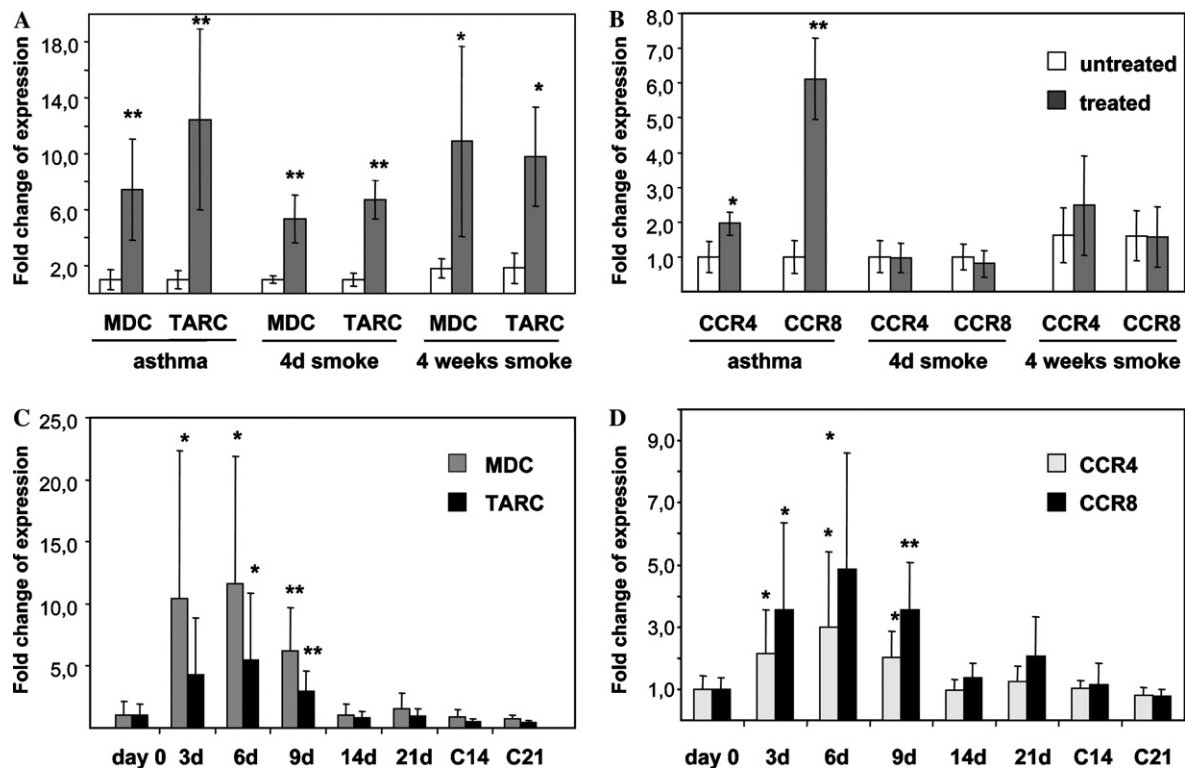 A
Fold change of expression
18,0
14,0
10,0
6,0
2,0
** ** ** ** * *
MDC TARC MDC TARC MDC TARC
asthma 4d smoke 4 weeks smoke
B
Fold change of expression
8,0
7,0
6,0
5,0
4,0
3,0
2,0
1,0
* **
untreated
treated
CCR4 CCR8 CCR4 CCR8 CCR4 CCR8
asthma 4d smoke 4 weeks smoke
C
Fold change of expression
25,0
20,0
15,0
10,0
5,0
* * * ** **
MDC
TARC
day 0 3d 6d 9d 14d 21d C14 C21
D
Fold change of expression
9,0
7,0
5,0
3,0
1,0
* * * * * **
CCR4
CCR8
day 0 3d 6d 9d 14d 21d C14 C21